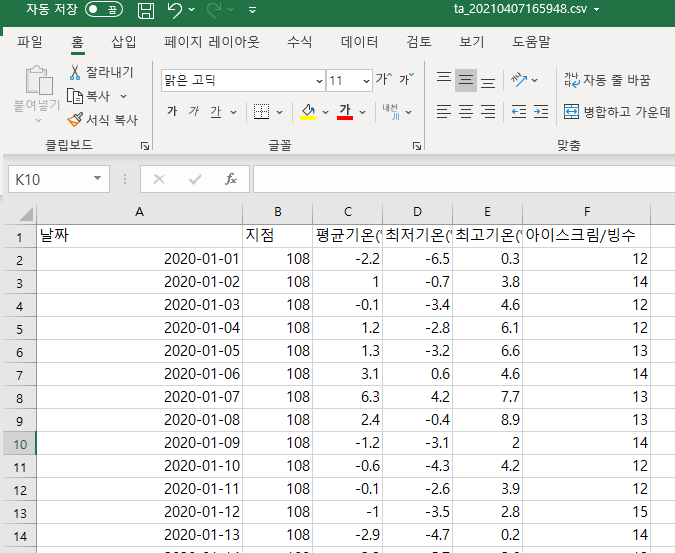 자동 저장 끔 ta_20210407165948.csv
파일 홈 삽입 페이지 레이아웃 수식 데이터 검토 보기 도움말
붙여넣기 잘라내기 맑은 고딕 11 가 가 가나다 자동 줄 바꿈
복사
서식 복사 가 가 가 가 내천 병합하고 가운데
클립보드 글꼴 맞춤
K10 fx
A B C D E F
1 날짜 지점 평균기온( 최저기온( 최고기온( 아이스크림/빙수
2 2020-01-01 108 -2.2 -6.5 0.3 12
3 2020-01-02 108 1 -0.7 3.8 14
4 2020-01-03 108 -0.1 -3.4 4.6 12
5 2020-01-04 108 1.2 -2.8 6.1 12
6 2020-01-05 108 1.3 -3.2 6.6 13
7 2020-01-06 108 3.1 0.6 4.6 14
8 2020-01-07 108 6.3 4.2 7.7 13
9 2020-01-08 108 2.4 -0.4 8.9 13
10 2020-01-09 108 -1.2 -3.1 2 14
11 2020-01-10 108 -0.6 -4.3 4.2 12
12 2020-01-11 108 -0.1 -2.6 3.9 12
13 2020-01-12 108 -1 -3.5 2.8 15
14 2020-01-13 108 -2.9 -4.7 0.2 14